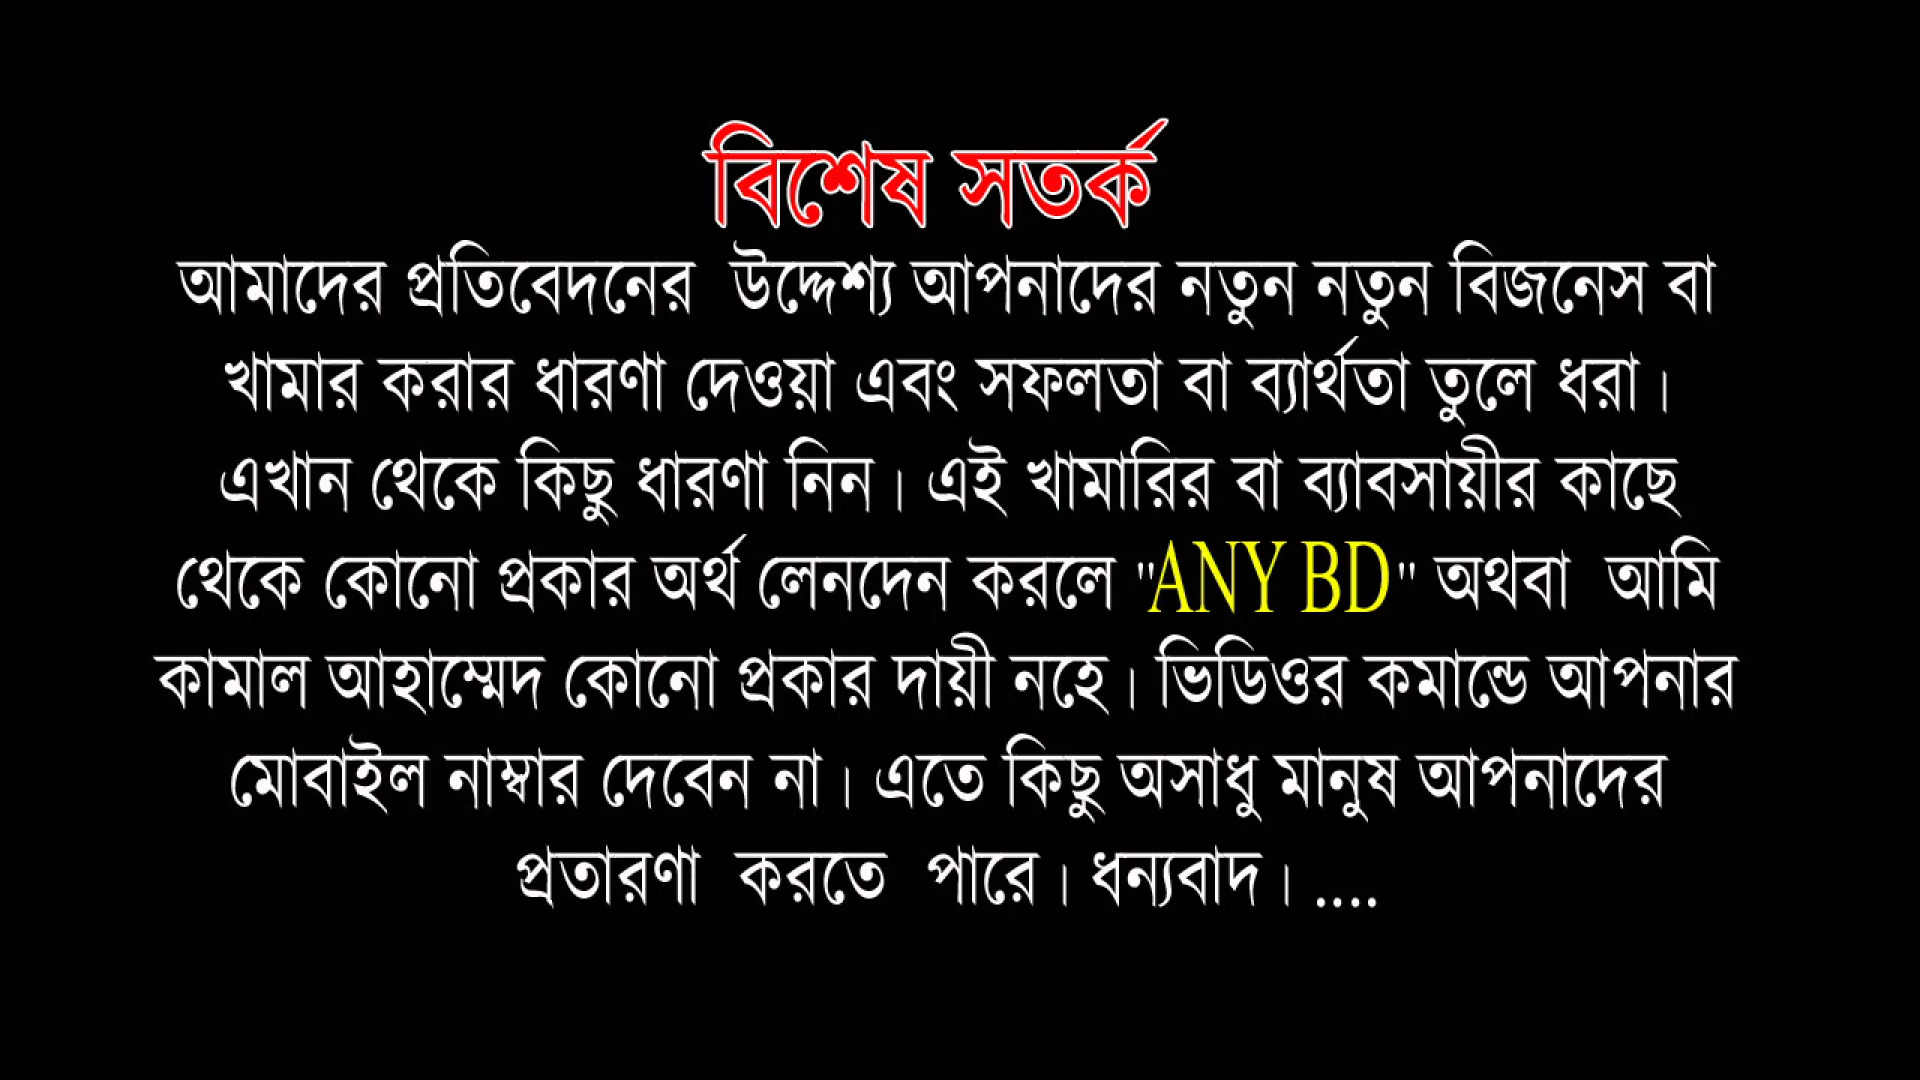 বিশেষ সতর্ক
আমাদের প্রতিবেদনের উদ্দেশ্য আপনাদের নতুন নতুন বিজনেস বা
খামার করার ধারণা দেওয়া এবং সফলতা বা ব্যার্থতা তুলে ধরা।
এখান থেকে কিছু ধারণা নিন। এই খামারির বা ব্যাবসায়ীর কাছে
থেকে কোনো প্রকার অর্থ লেনদেন করলে "ANY BD" অথবা আমি
কামাল আহাম্মেদ কোনো প্রকার দায়ী নহে। ভিডিওর কমান্ডে আপনার
মোবাইল নাম্বার দেবেন না। এতে কিছু অসাধু মানুষ আপনাদের
প্রতারণা করতে পারে। ধন্যবাদ। ....